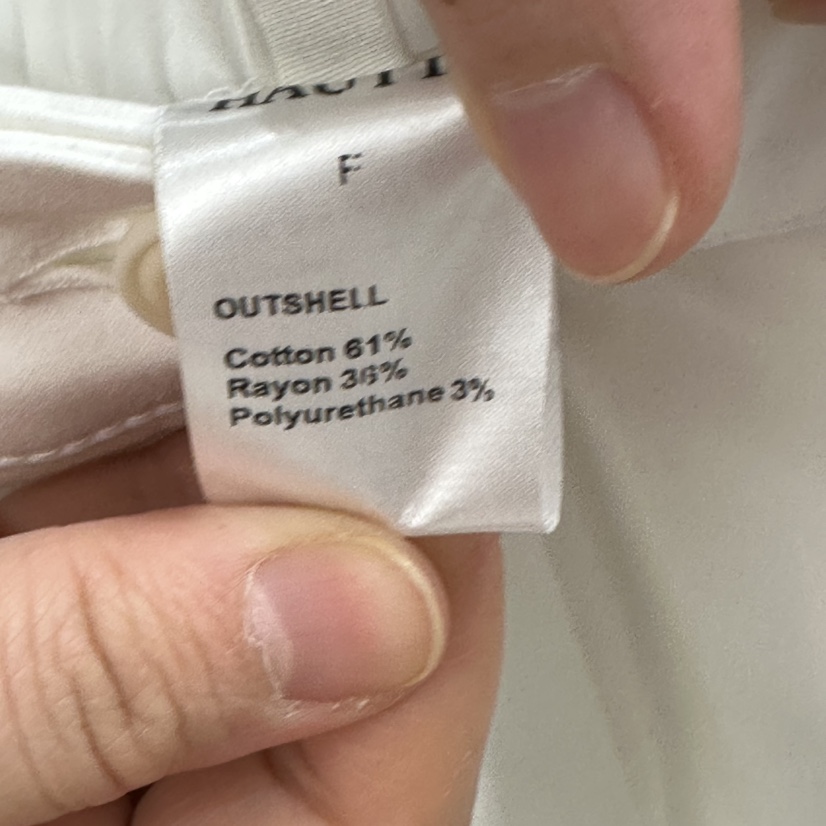 F
OUTSHELL
Cotton 61%
Rayon 36%
Polyurethane 3%